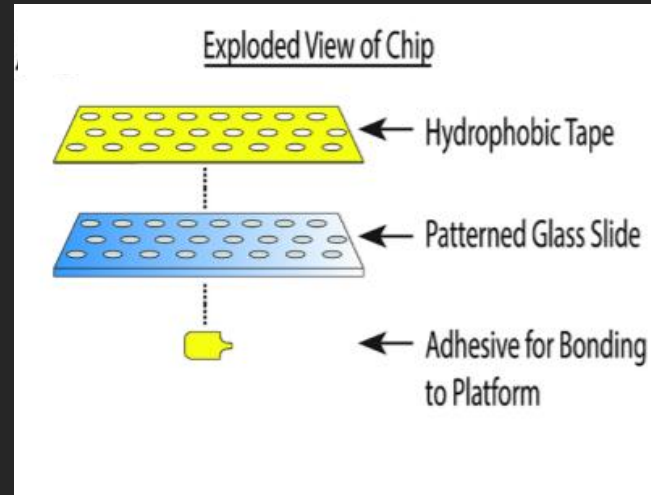 Exploded View of Chip
Hydrophobic Tape
Patterned Glass Slide
Adhesive for Bonding
to Platform